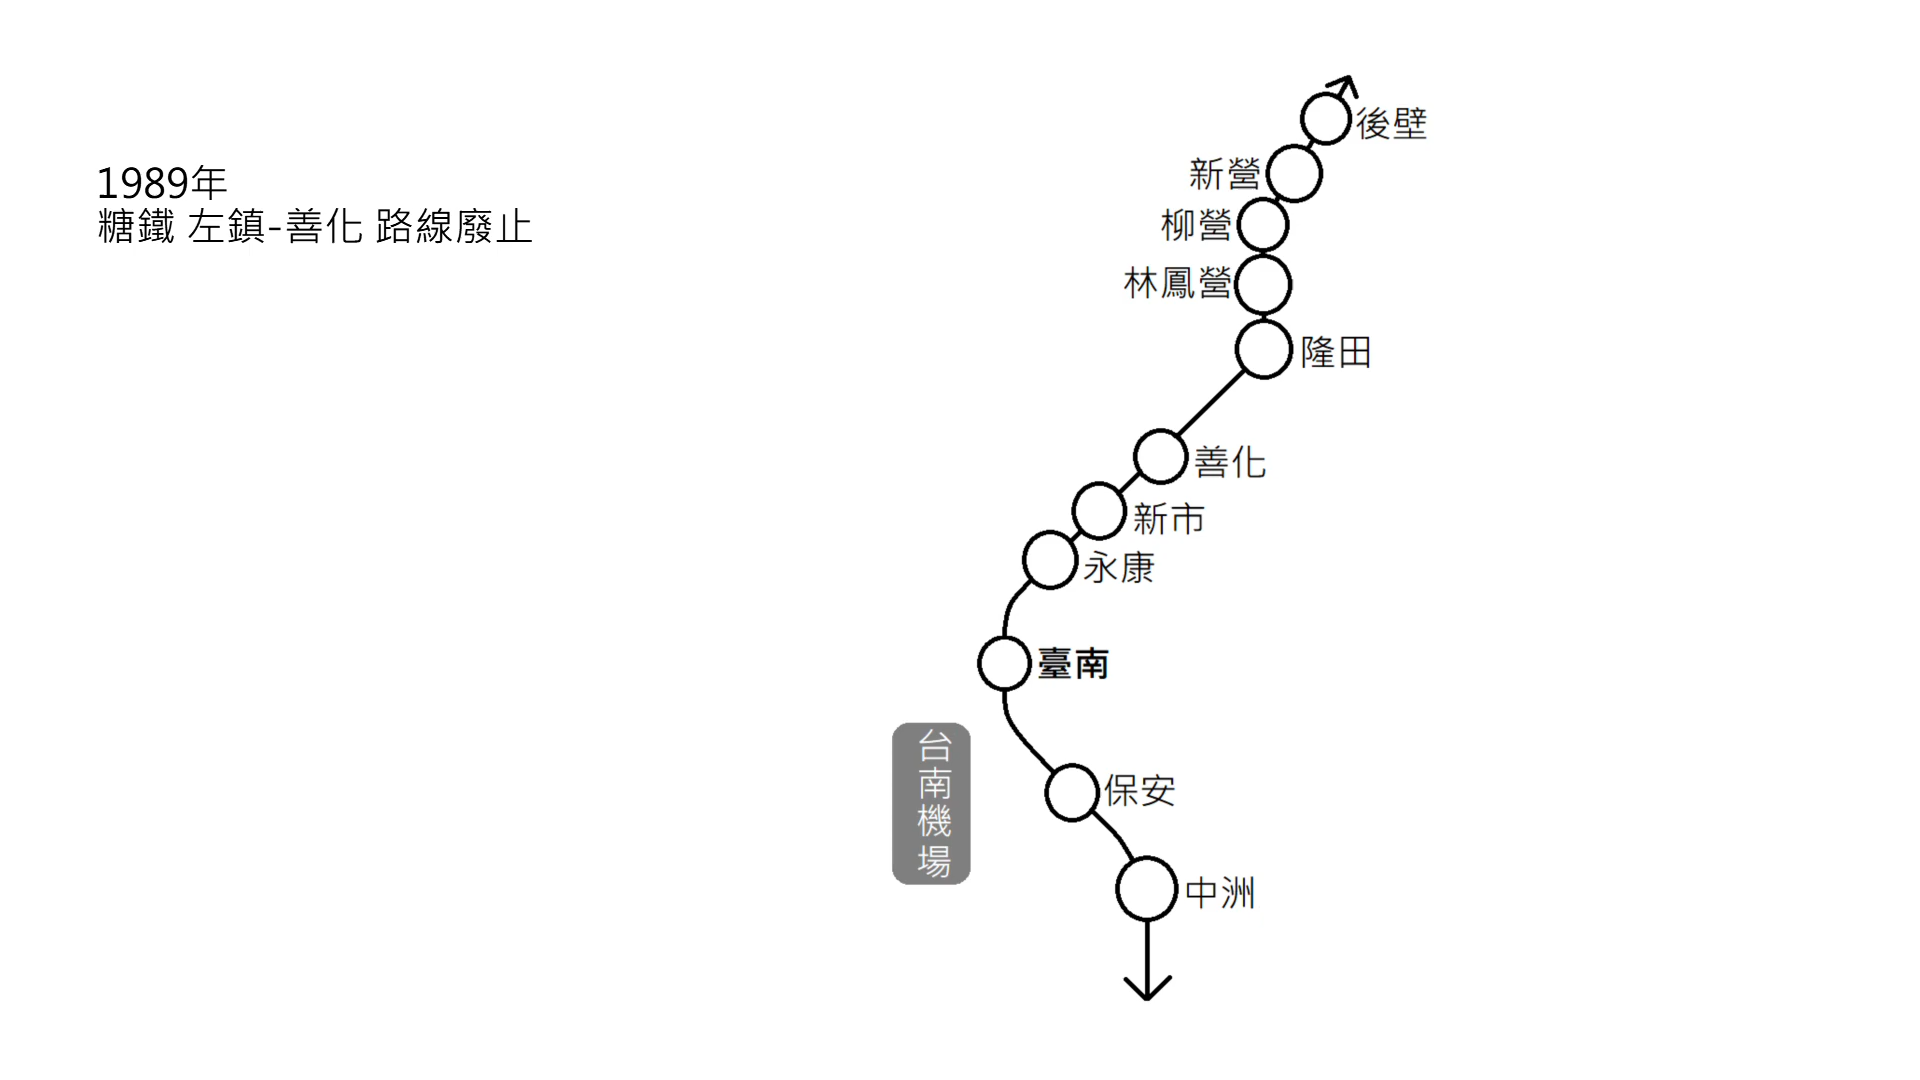 1989年
糖鐵 左鎮-善化 路線廢止
後壁
新營
柳營
林鳳營
隆田
善化
新市
永康
臺南
台南機場
保安
中洲